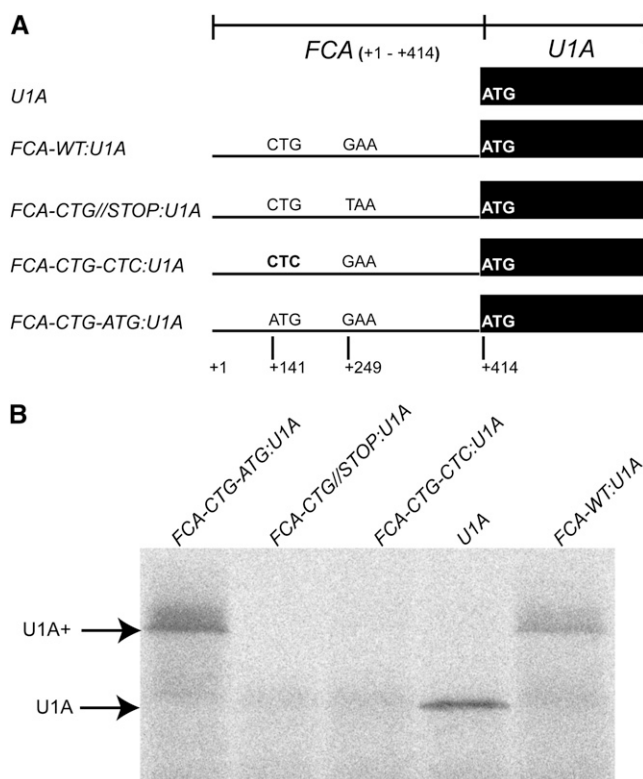 A
FCA (+1 - +414) U1A
U1A ATG
FCA-WT:U1A CTG GAA ATG
FCA-CTG//STOP:U1A CTG TAA ATG
FCA-CTG-CTC:U1A CTC GAA ATG
FCA-CTG-ATG:U1A ATG GAA ATG
+1 +141 +249 +414
B
FCA-CTG-ATG:U1A
FCA-CTG//STOP:U1A
FCA-CTG-CTC:U1A
U1A
FCA-WT:U1A
U1A+
U1A